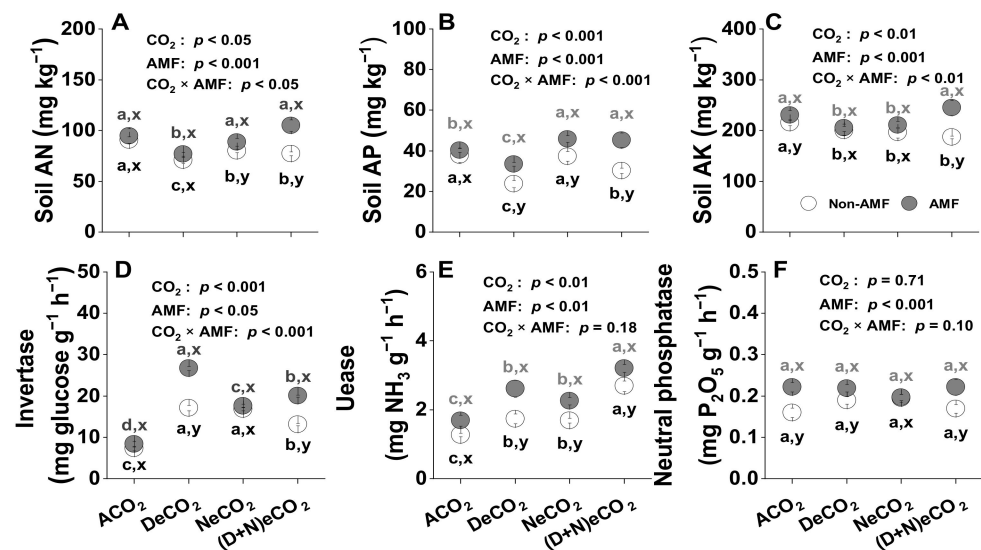 A
CO₂ : p < 0.05
AMF: p < 0.001
CO₂ × AMF: p < 0.05
Soil AN (mg kg⁻¹)
200
150
100
50
0
a,x
b,x
a,x
a,x
a,x
c,x
b,y
b,y
B
CO₂ : p < 0.001
AMF: p < 0.001
CO₂ × AMF: p < 0.001
Soil AP (mg kg⁻¹)
100
80
60
40
20
0
b,x
c,x
a,x
a,x
a,x
c,y
a,y
b,y
C
CO₂ : p < 0.01
AMF: p < 0.001
CO₂ × AMF: p < 0.01
Soil AK (mg kg⁻¹)
400
300
200
100
0
a,x
b,x
b,x
a,x
a,y
b,x
b,x
b,y
Non-AMF
AMF
D
CO₂ : p < 0.001
AMF: p < 0.05
CO₂ × AMF: p < 0.001
Invertase
(mg glucose g⁻¹ h⁻¹)
50
40
30
20
10
0
d,x
a,x
c,x
b,x
c,x
a,y
a,x
b,y
ACO₂
DeCO₂
NeCO₂
(D+N)eCO₂
E
CO₂ : p < 0.01
AMF: p < 0.01
CO₂ × AMF: p = 0.18
Uease
(mg NH₃ g⁻¹ h⁻¹)
6
4
2
0
c,x
b,x
b,x
a,x
c,x
b,y
b,y
a,y
ACO₂
DeCO₂
NeCO₂
(D+N)eCO₂
F
CO₂ : p = 0.71
AMF: p < 0.001
CO₂ × AMF: p = 0.10
Neutral phosphatase
(mg P₂O₅ g⁻¹ h⁻¹)
0.5
0.4
0.3
0.2
0.1
0.0
a,x
a,x
a,x
a,x
a,y
a,y
a,x
a,y
ACO₂
DeCO₂
NeCO₂
(D+N)eCO₂